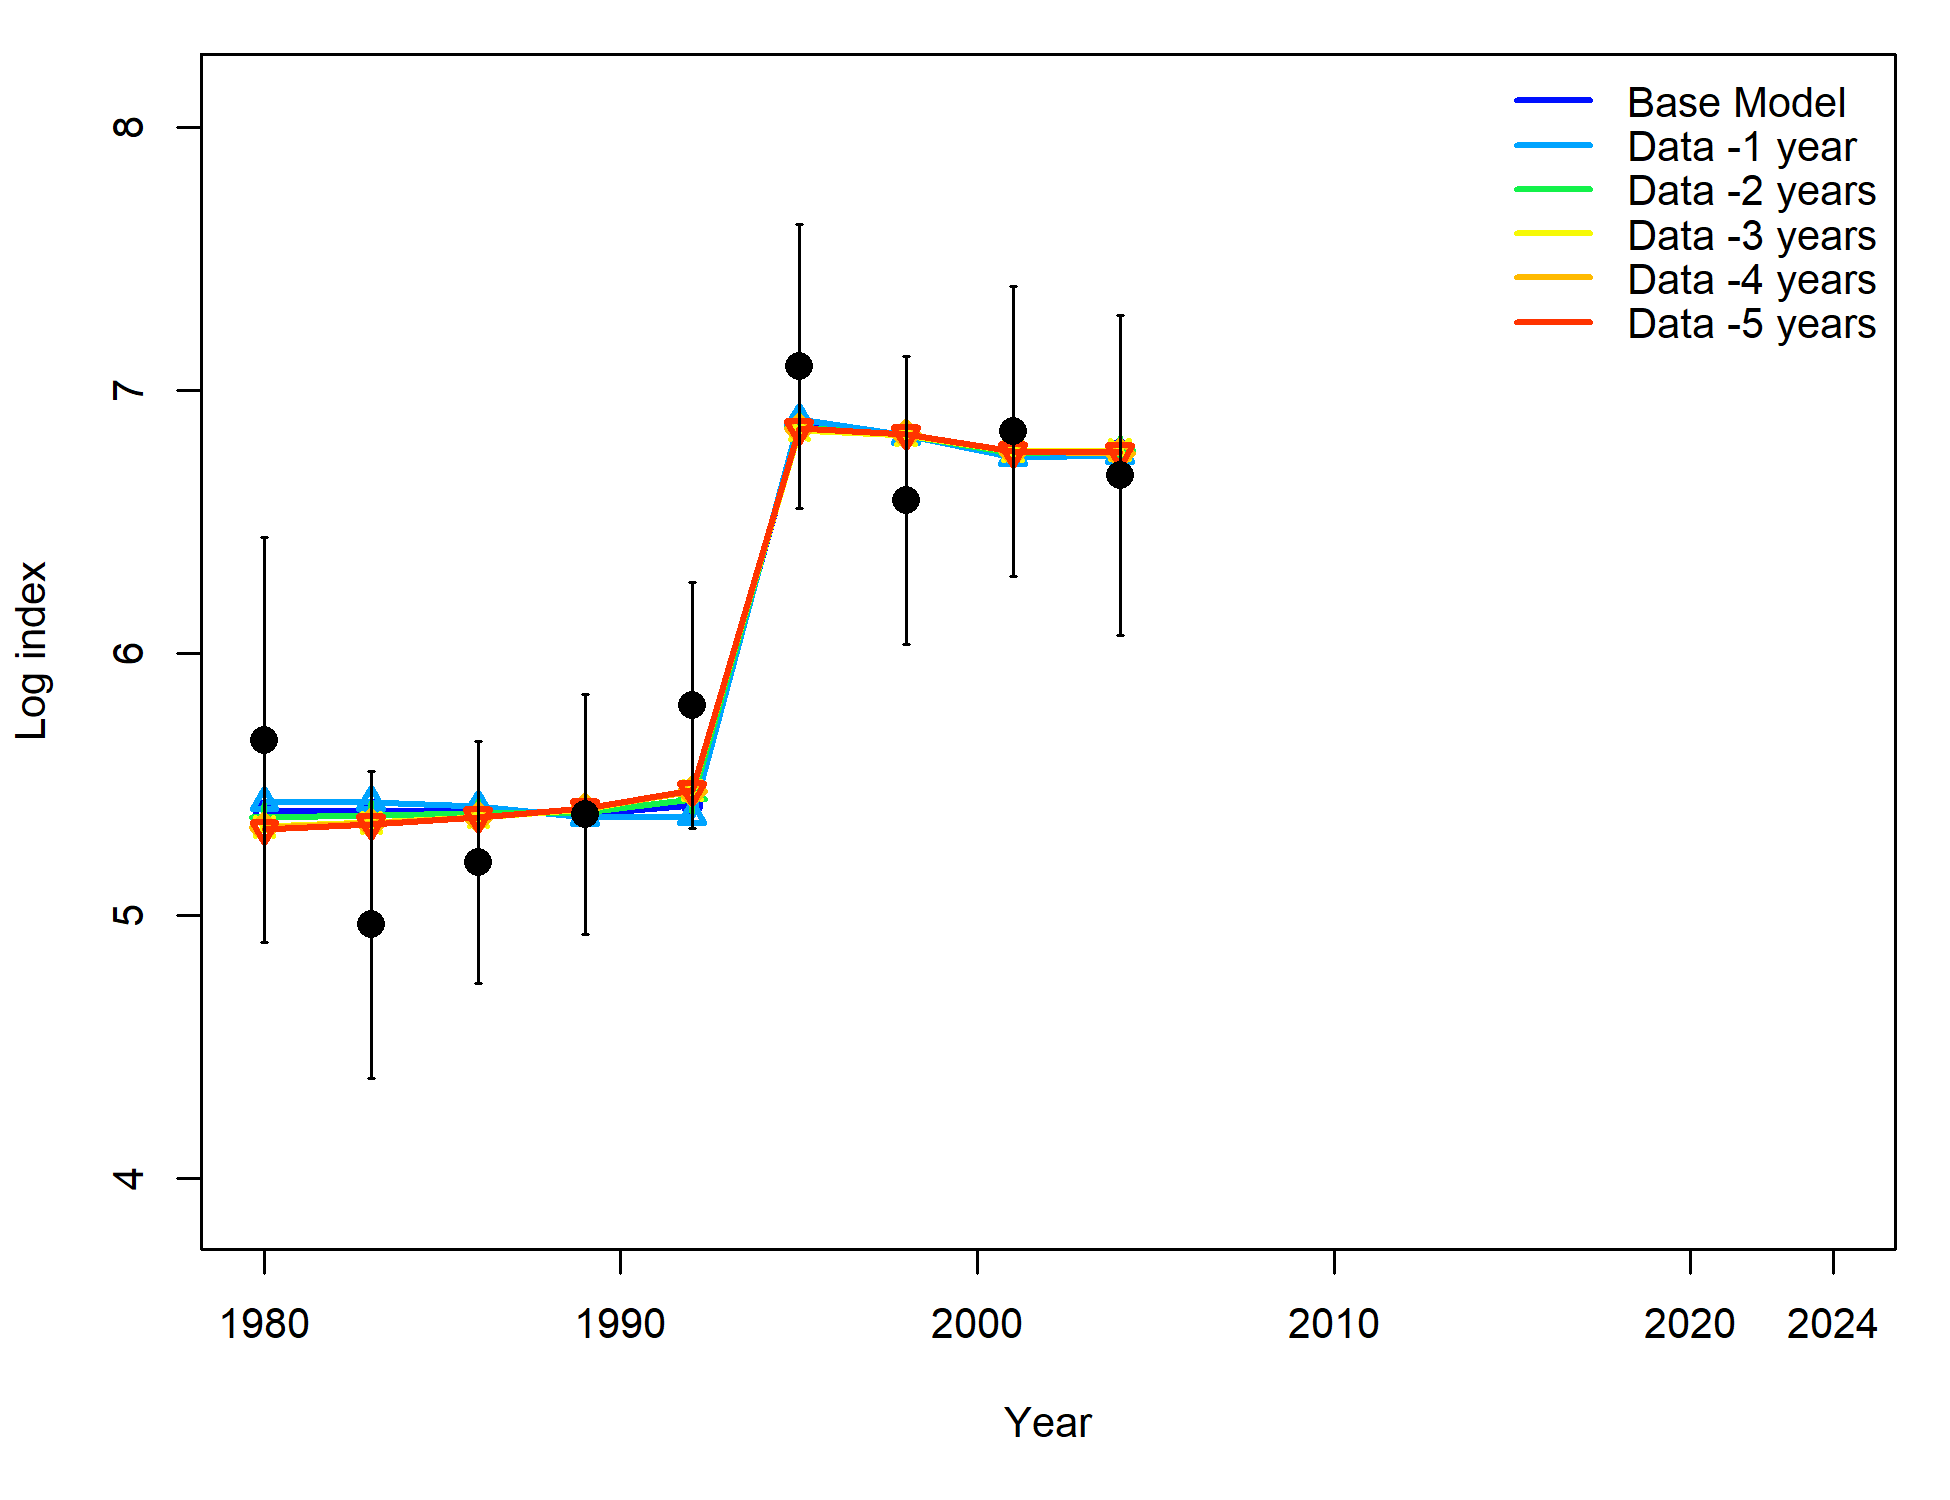 Base Model
Data -1 year
Data -2 years
Data -3 years
Data -4 years
Data -5 years
8
7
6
5
4
Log index
1980 1990 2000 2010 2020 2024
Year